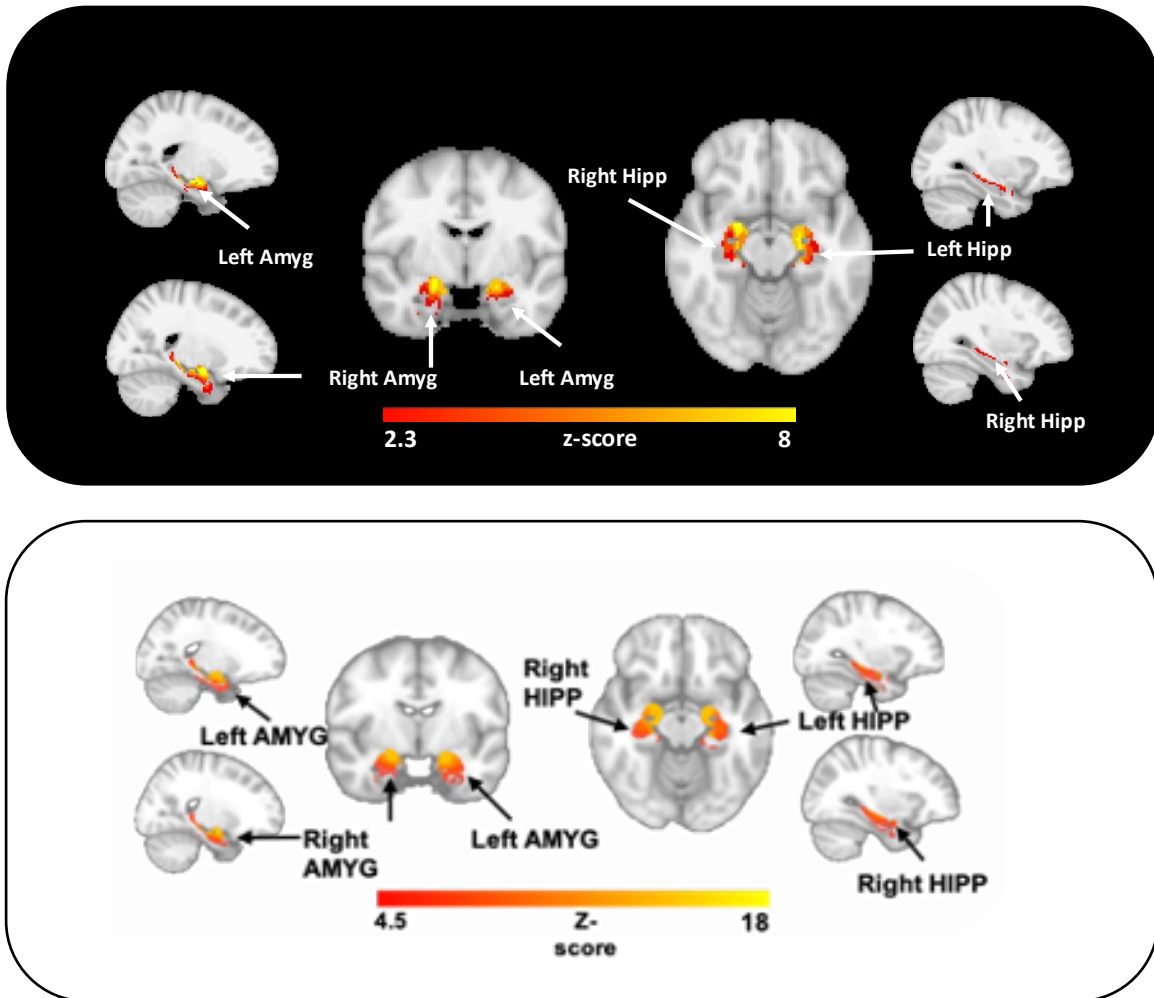 Right Hipp
Left Amyg
Left Hipp
Right Amyg
Left Amyg
Right Hipp
2.3
z-score
8
Right
HIPP
Left AMYG
Left HIPP
Right
AMYG
Left AMYG
Right HIPP
4.5
Z-
score
18